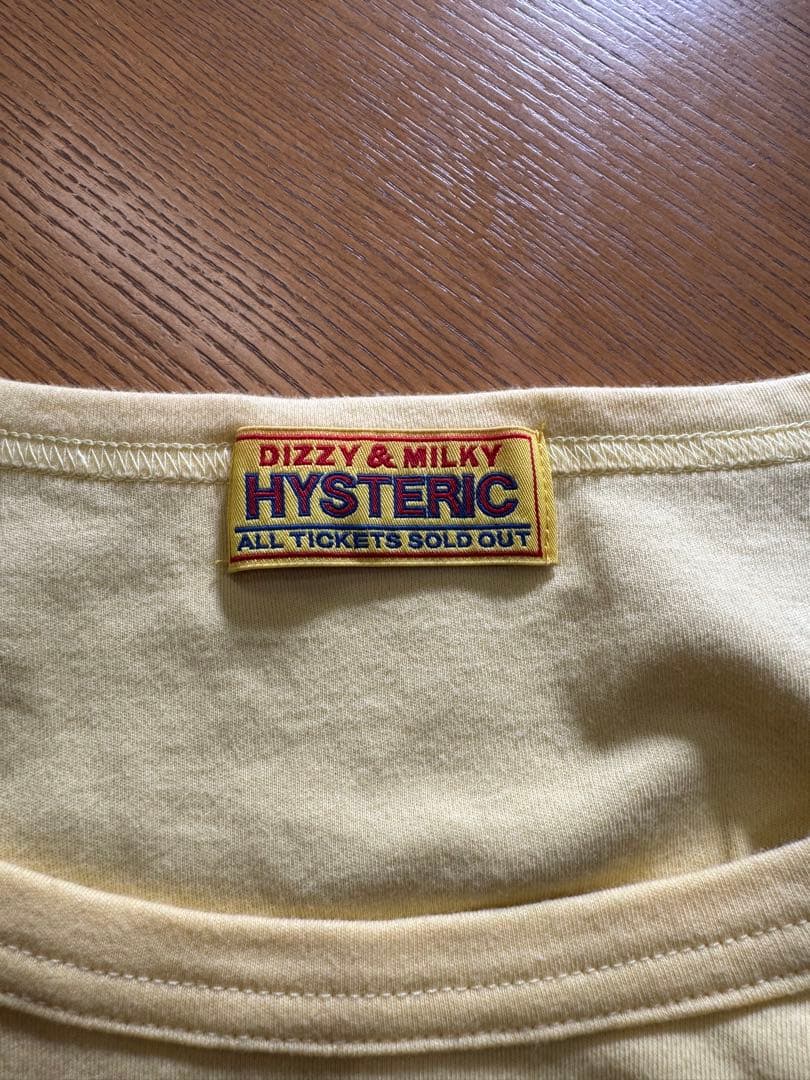 DIZZY & MILKY
HYSTERIC
ALL TICKETS SOLD OUT